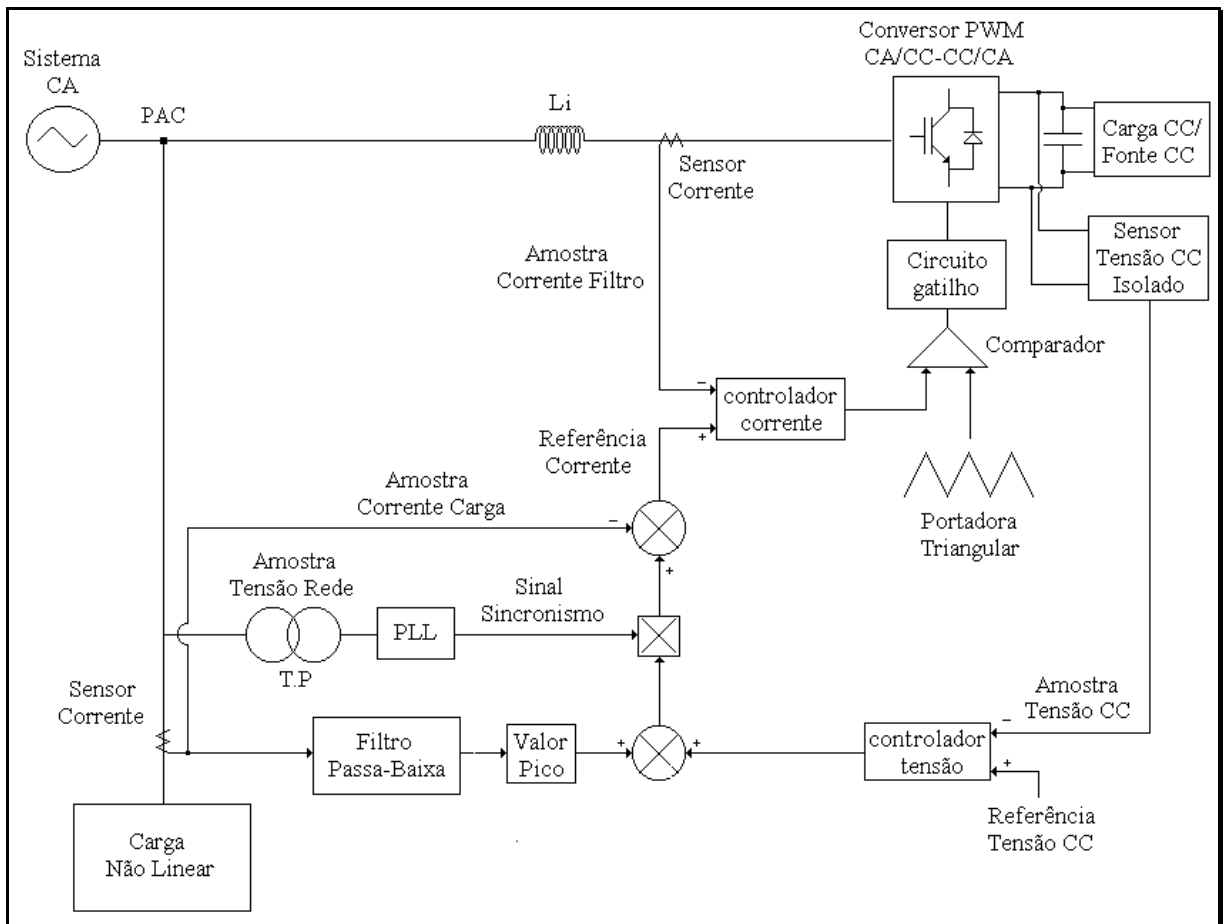 Conversor PWM
CA/CC-CC/CA
Sistema
CA
PAC
Li
Sensor
Corrente
Carga CC/
Fonte CC
Amostra
Corrente Filtro
Circuito
gatilho
Sensor
Tensão CC
Isolado
Comparador
-
controlador
corrente
+
Referência
Corrente
Amostra
Corrente Carga
-
Portadora
Triangular
+
Amostra
Tensão Rede
Sinal
Sincronismo
PLL
T.P
Sensor
Corrente
Amostra
Tensão CC
Filtro
Passa-Baixa
Valor
Pico
+
+
controlador
tensão
-
+
Referência
Tensão CC
Carga
Não Linear